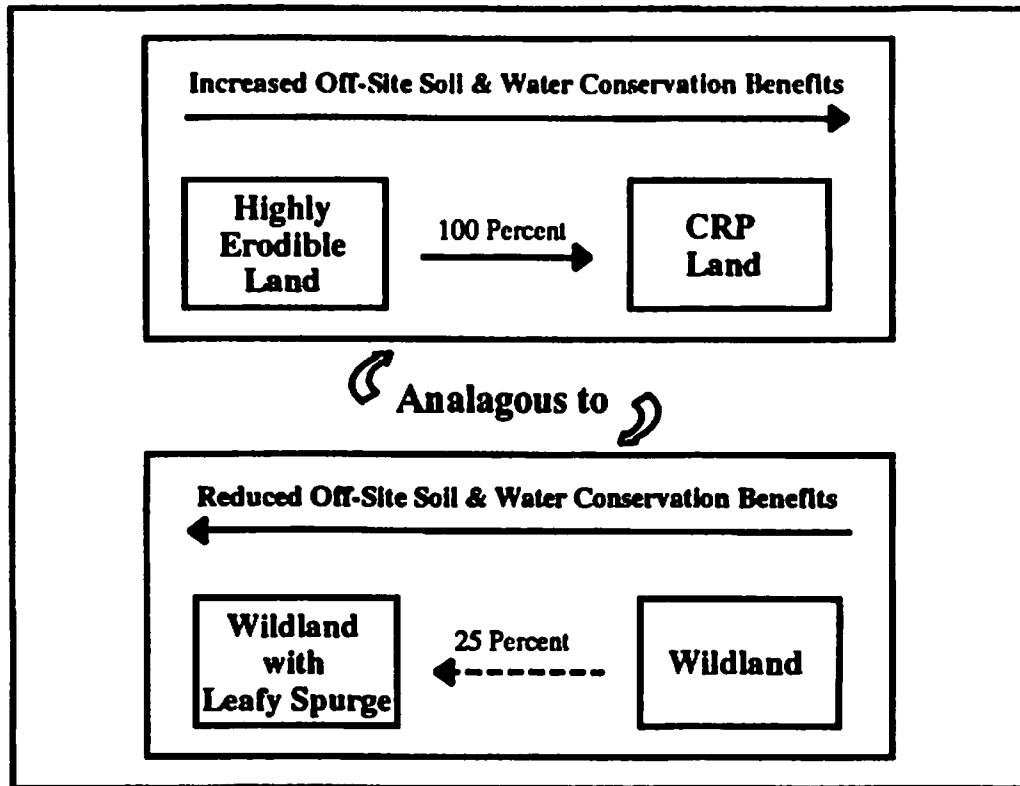 Increased Off-Site Soil & Water Conservation Benefits
Highly
Erodible
Land
100 Percent
CRP
Land
Analagous to
Reduced Off-Site Soil & Water Conservation Benefits
Wildland
with
Leafy Spurge
25 Percent
Wildland